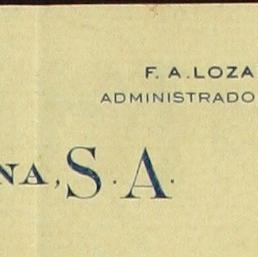 F. A. LOZA
ADMINISTRADO
NA, S. A.